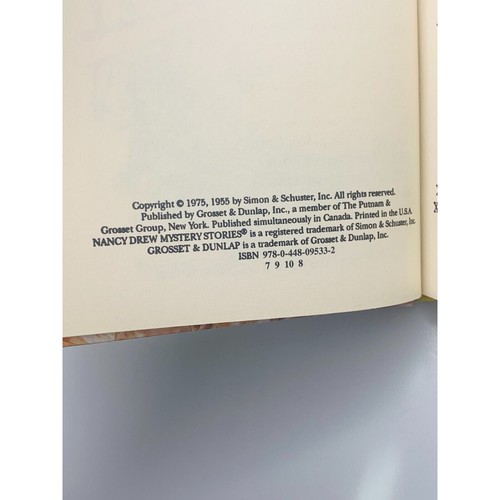 Copyright © 1975, 1955 by Simon & Schuster, Inc. All rights reserved.
Published by Grosset & Dunlap, Inc., a member of The Putnam &
Grosset Group, New York. Published simultaneously in Canada. Printed in the U.S.A
NANCY DREW MYSTERY STORIES® is a registered trademark of Simon & Schuster, Inc.
GROSSET & DUNLAP is a trademark of Grosset & Dunlap, Inc.
ISBN 978-0-448-09533-2
7 9 10 8